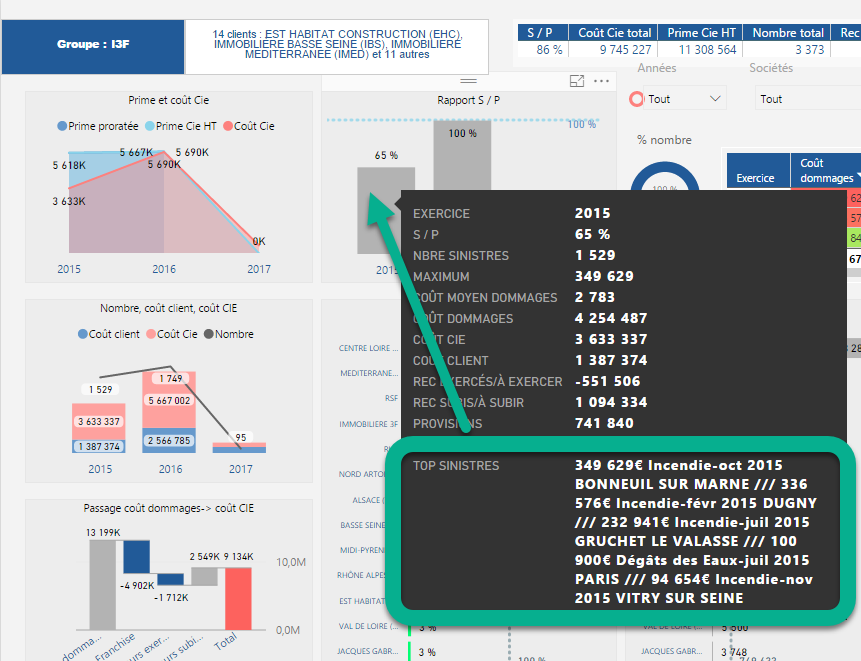 Groupe : I3F
14 clients : EST HABITAT CONSTRUCTION (EHC),
IMMOBILIERE BASSE SEINE (IBS), IMMOBILIERE
MEDITERRANEE (IMED) et 11 autres
S / P Coût Cie total Prime Cie HT Nombre total Rec
86 % 9 745 227 11 308 564 3 373
Années Sociétés
Tout Tout
Prime et coût Cie
Prime proratée Prime Cie HT Coût Cie
5 618K 5 667K 5 690K
5 690K
3 633K
0K
2015 2016 2017
Rapport S / P
100 %
100 %
65 %
2015
% nombre
100 %
Exercice Coût
dommages
62
57
84
67
28
EXERCICE 2015
S / P 65 %
NBRE SINISTRES 1 529
MAXIMUM 349 629
COÛT MOYEN DOMMAGES 2 783
COÛT DOMMAGES 4 254 487
COÛT CIE 3 633 337
COÛT CLIENT 1 387 374
REC EXERCÉS/À EXERCER -551 506
REC SUBIS/À SUBIR 1 094 334
PROVISIONS 741 840
TOP SINISTRES 349 629€ Incendie-oct 2015
BONNEUIL SUR MARNE /// 336
576€ Incendie-févr 2015 DUGNY
/// 232 941€ Incendie-juil 2015
GRUCHET LE VALASSE /// 100
900€ Dégâts des Eaux-juil 2015
PARIS /// 94 654€ Incendie-nov
2015 VITRY SUR SEINE
Nombre, coût client, coût CIE
Coût client Coût Cie Nombre
1 529 1 749 95
3 633 337 5 667 002
1 387 374 2 566 785
2015 2016 2017
CENTRE LOIRE ...
MEDITERRANE...
RSF
IMMOBILIERE 3F
NORD ARTO
ALSACE (
BASSE SEINE
MIDI-PYREN
RHÔNE ALPES
EST HABITAT
VAL DE LOIRE (... 3 %
JACQUES GABR... 3 %
100 %
VAL DE LOIRE (... 5 500
JACQUES GABR... 3 748
Passage coût dommages-> coût CIE
13 199K
-4 902K
-1 712K
2 549K 9 134K
10,0M
0,0M
domma... Franchise urs exer... urs subi... Total